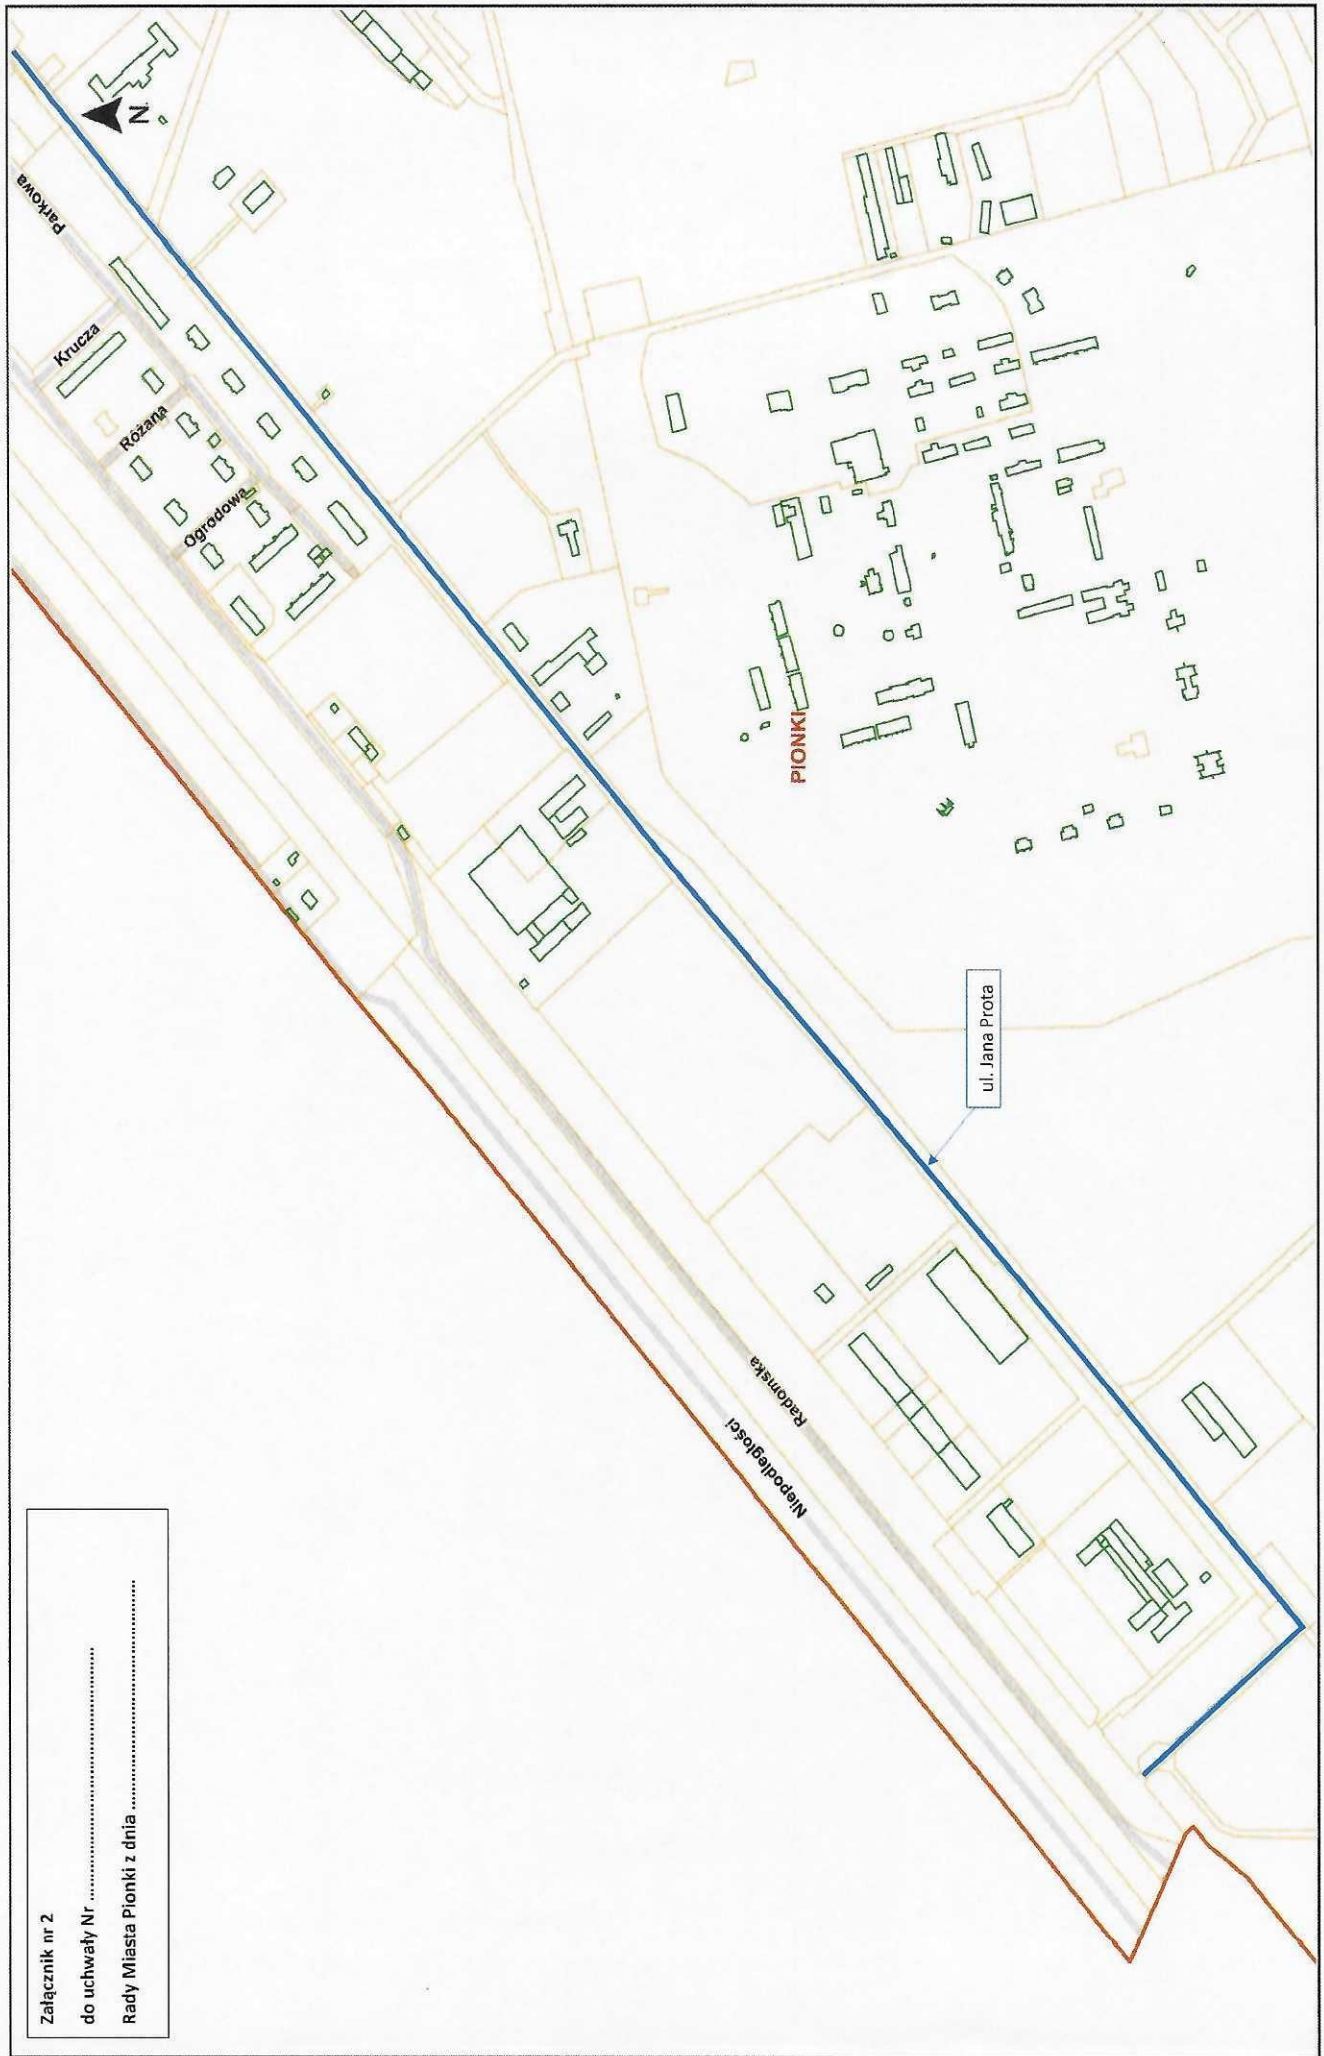 Załącznik nr 2
do uchwały Nr ..............................................................
Rady Miasta Pionki z dnia .........................................................
N
Parkowa
Krucza
Różana
Ogrodowa
PIONKI
ul. Jana Prota
Radomska
Niepodległości